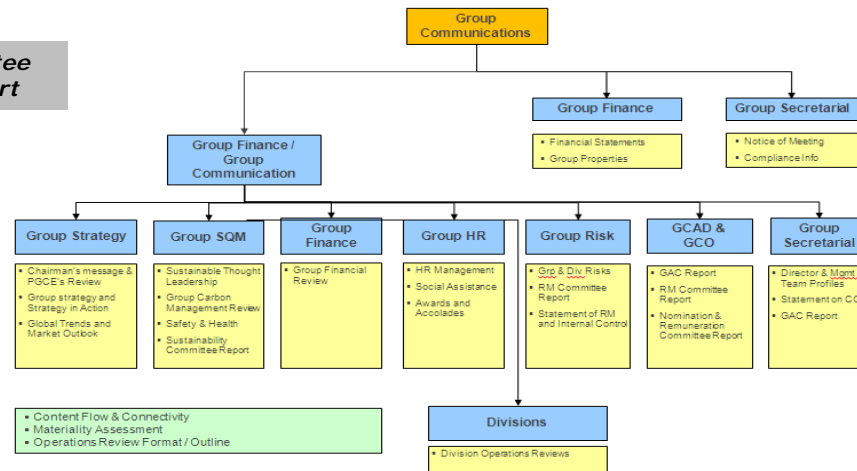 Group
Communications
tee
rt
Group Finance
Group Secretarial
▪ Financial Statements
▪ Group Properties
▪ Notice of Meeting
▪ Compliance Info
Group Finance /
Group
Communication
Group Strategy
Group SQM
Group
Finance
Group HR
Group Risk
GCAD &
GCO
Group
Secretarial
▪ Chairman's message &
PGCE's Review
▪ Group strategy and
Strategy in Action
▪ Global Trends and
Market Outlook
▪ Sustainable Thought
Leadership
▪ Group Carbon
Management Review
▪ Safety & Health
▪ Sustainability
Committee Report
▪ Group Financial
Review
▪ HR Management
▪ Social Assistance
▪ Awards and
Accolades
▪ Grp & Div Risks
▪ RM Committee
Report
▪ Statement of RM
and Internal Control
▪ GAC Report
▪ RM Committee
Report
▪ Nomination &
Remuneration
Committee Report
▪ Director & Mgmt
Team Profiles
▪ Statement on CG
▪ GAC Report
▪ Content Flow & Connectivity
▪ Materiality Assessment
▪ Operations Review Format / Outline
Divisions
▪ Division Operations Reviews